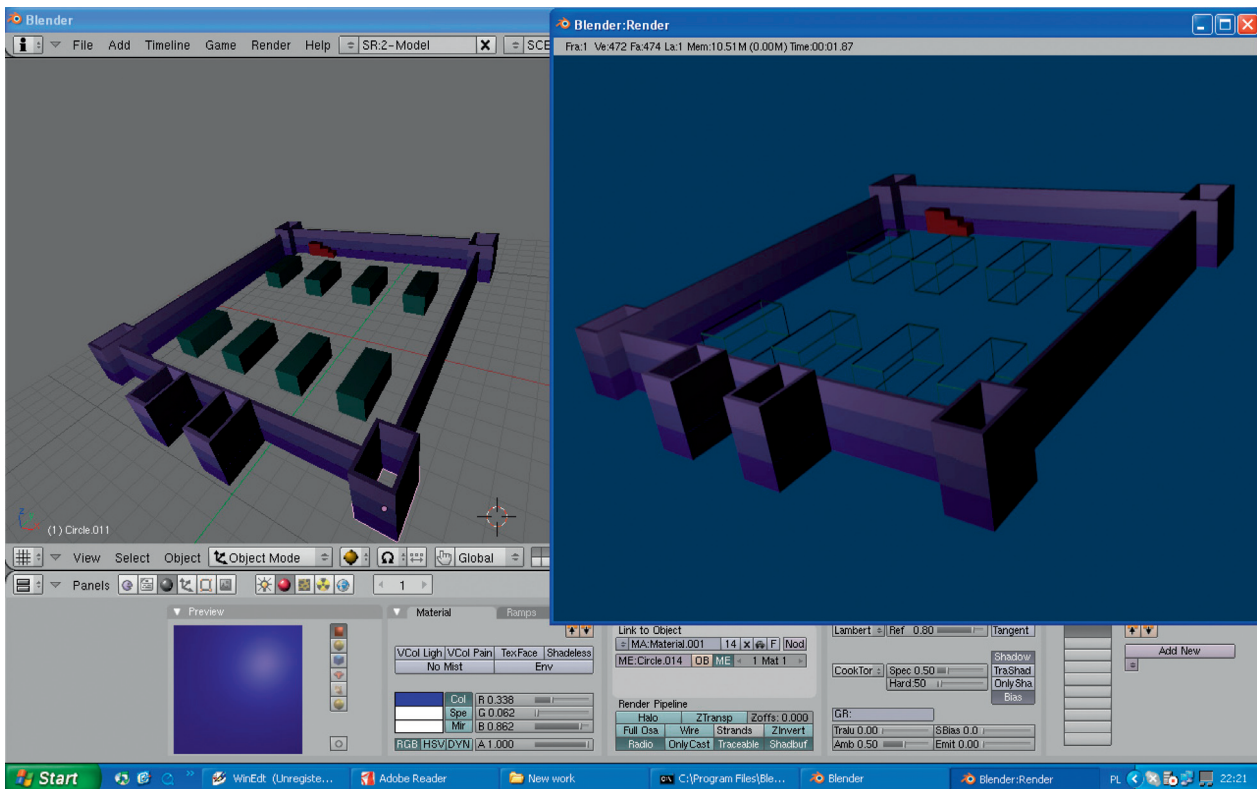 Blender
File Add Timeline Game Render Help SR:2-Model X SCE
Blender:Render
Fra:1 Ve:472 Fa:474 La:1 Mem:10.51M (0.00M) Time:00:01.87
(1) Circle.011
View Select Object Object Mode Global
Panels 1
Preview
Material Ramps
VCol Ligh VCol Pain TexFace Shadeless
No Mist Env
Col R 0.338
Spe G 0.062
Mir B 0.862
RGB HSV DYN A 1.000
Link to Object
MA:Material.001 14 X F Nod
ME:Circle.014 OB ME 1 Mat 1
Render Pipeline
Halo ZTransp Zoffs: 0.000
Full Osa Wire Strands ZInvert
Radio OnlyCast Traceable Shadbuf
Lambert Ref 0.80 Tangent
Shadow
CookTor Spec 0.50 TraShad
Hard:50 OnlySha
Bias
GR:
Tralu 0.00 SBias 0.0
Amb 0.50 Emit 0.00
Add New
Start WinEdt (Unregiste... Adobe Reader New work C:\Program Files\Ble... Blender Blender:Render PL 22:21